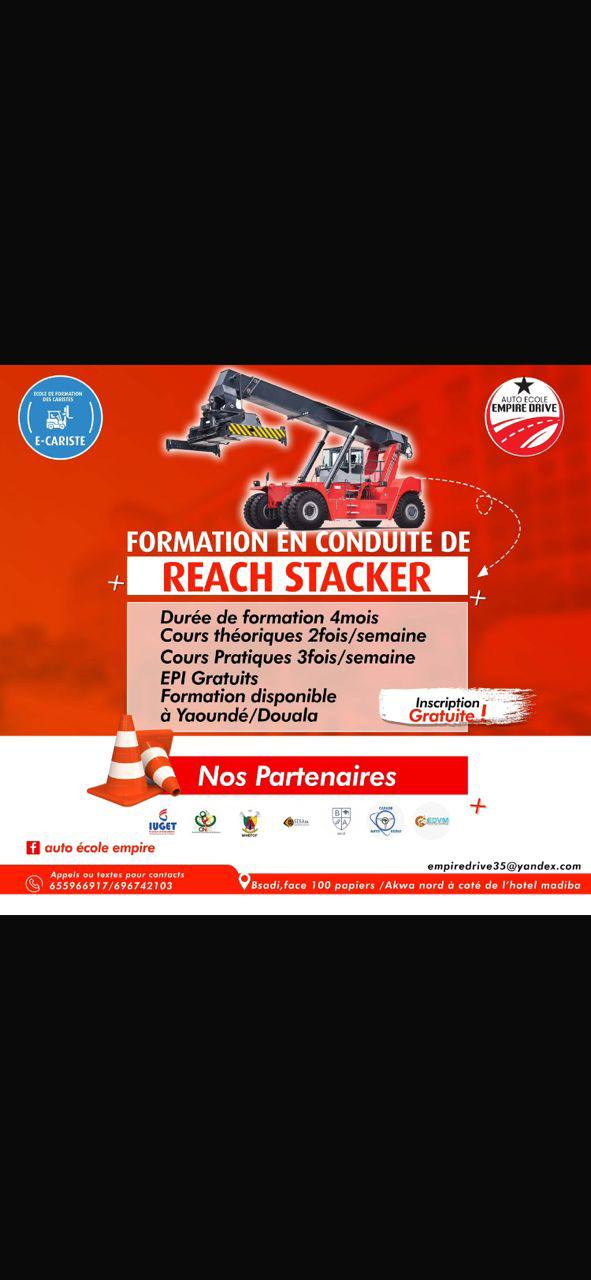 ECOLE DE FORMATION
DES CARISTES
E-CARISTE
AUTO ECOLE
EMPIRE DRIVE
FORMATION EN CONDUITE DE
REACH STACKER
Durée de formation 4mois
Cours théoriques 2fois/semaine
Cours Pratiques 3fois/semaine
EPI Gratuits
Formation disponible
à Yaoundé/Douala
Inscription
Gratuite !
Nos Partenaires
IUGET
MINEFOP
auto école empire
empiredrive35@yandex.com
Appels ou textes pour contacts
655966917/696742103
Bsadi,face 100 papiers /Akwa nord à coté de l'hotel madiba